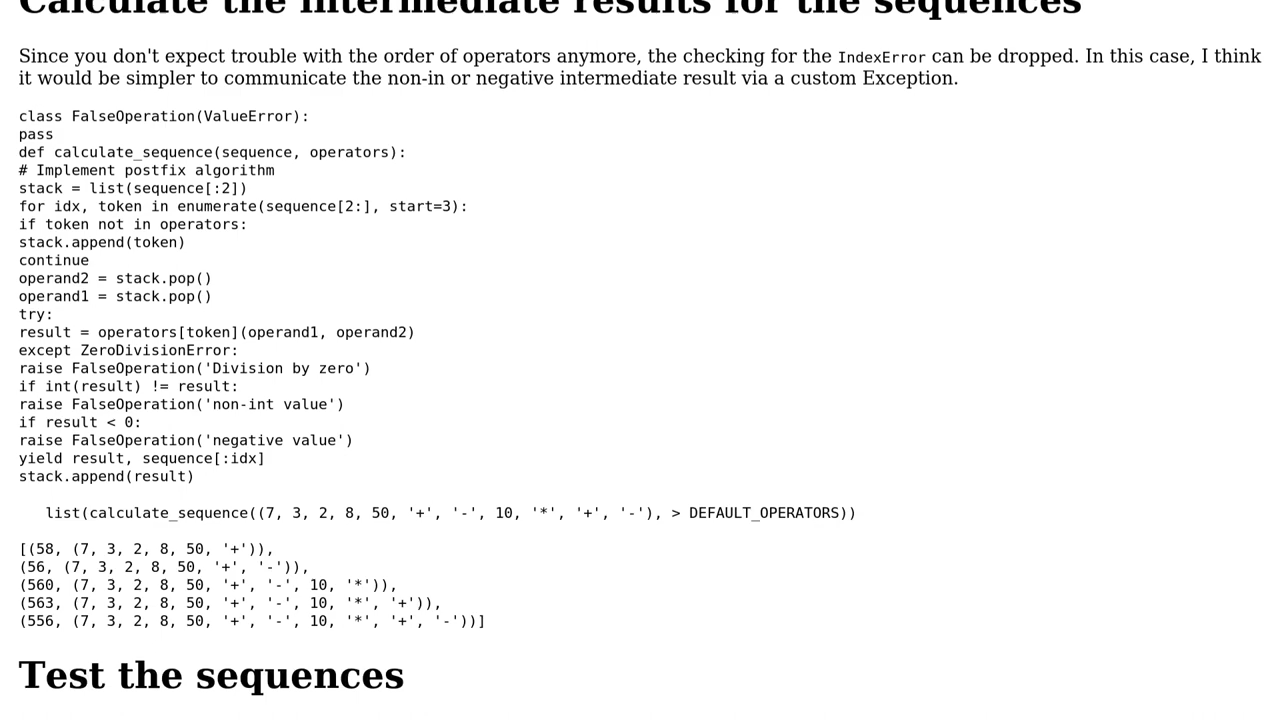 Calculate the intermediate results for the sequences
Since you don't expect trouble with the order of operators anymore, the checking for the IndexError can be dropped. In this case, I think
it would be simpler to communicate the non-in or negative intermediate result via a custom Exception.
class FalseOperation(ValueError):
pass
def calculate_sequence(sequence, operators):
# Implement postfix algorithm
stack = list(sequence[:2])
for idx, token in enumerate(sequence[2:], start=3):
if token not in operators:
stack.append(token)
continue
operand2 = stack.pop()
operand1 = stack.pop()
try:
result = operators[token](operand1, operand2)
except ZeroDivisionError:
raise FalseOperation('Division by zero')
if int(result) != result:
raise FalseOperation('non-int value')
if result < 0:
raise FalseOperation('negative value')
yield result, sequence[:idx]
stack.append(result)
list(calculate_sequence((7, 3, 2, 8, 50, '+', '-', 10, '*', '+', '-'), > DEFAULT_OPERATORS))
[(58, (7, 3, 2, 8, 50, '+')),
(56, (7, 3, 2, 8, 50, '+', '-')),
(560, (7, 3, 2, 8, 50, '+', '-', 10, '*')),
(563, (7, 3, 2, 8, 50, '+', '-', 10, '*', '+')),
(556, (7, 3, 2, 8, 50, '+', '-', 10, '*', '+', '-'))]
Test the sequences